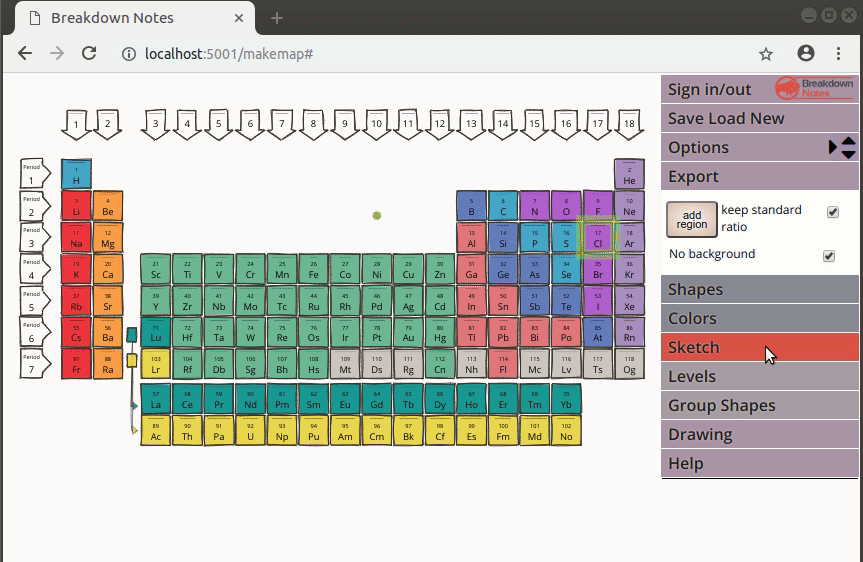 Breakdown Notes
localhost:5001/makemap#
1 2 3 4 5 6 7 8 9 10 11 12 13 14 15 16 17 18
Period 1
1 H
2 He
Period 2
3 Li 4 Be 5 B 6 C 7 N 8 O 9 F 10 Ne
Period 3
11 Na 12 Mg 13 Al 14 Si 15 P 16 S 17 Cl 18 Ar
Period 4
19 K 20 Ca 21 Sc 22 Ti 23 V 24 Cr 25 Mn 26 Fe 27 Co 28 Ni 29 Cu 30 Zn 31 Ga 32 Ge 33 As 34 Se 35 Br 36 Kr
Period 5
37 Rb 38 Sr 39 Y 40 Zr 41 Nb 42 Mo 43 Tc 44 Ru 45 Rh 46 Pd 47 Ag 48 Cd 49 In 50 Sn 51 Sb 52 Te 53 I 54 Xe
Period 6
55 Cs 56 Ba 71 Lu 72 Hf 73 Ta 74 W 75 Re 76 Os 77 Ir 78 Pt 79 Au 80 Hg 81 Tl 82 Pb 83 Bi 84 Po 85 At 86 Rn
Period 7
87 Fr 88 Ra 103 Lr 104 Rf 105 Db 106 Sg 107 Bh 108 Hs 109 Mt 110 Ds 111 Rg 112 Cn 113 Nh 114 Fl 115 Mc 116 Lv 117 Ts 118 Og
57 La 58 Ce 59 Pr 60 Nd 61 Pm 62 Sm 63 Eu 64 Gd 65 Tb 66 Dy 67 Ho 68 Er 69 Tm 70 Yb
89 Ac 90 Th 91 Pa 92 U 93 Np 94 Pu 95 Am 96 Cm 97 Bk 98 Cf 99 Es 100 Fm 101 Md 102 No
Sign in/out
Breakdown
Notes
Save Load New
Options
Export
add region
keep standard
ratio
No background
Shapes
Colors
Sketch
Levels
Group Shapes
Drawing
Help